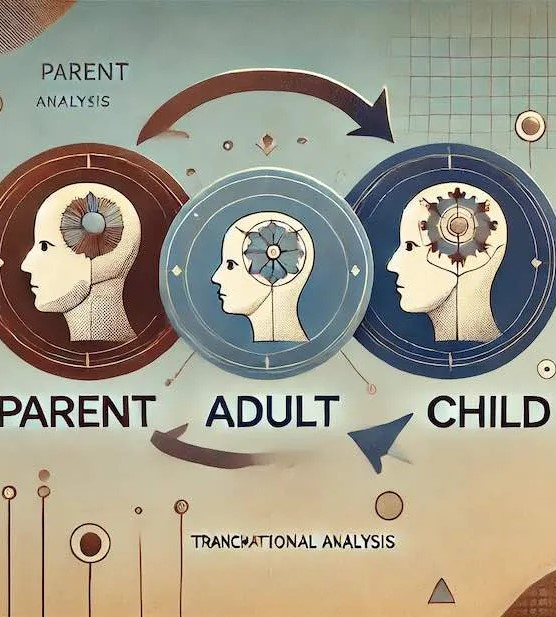 PARENT
ANALYSIS
PARENT
ADULT
CHILD
TRANCHATIONAL ANALYSIS